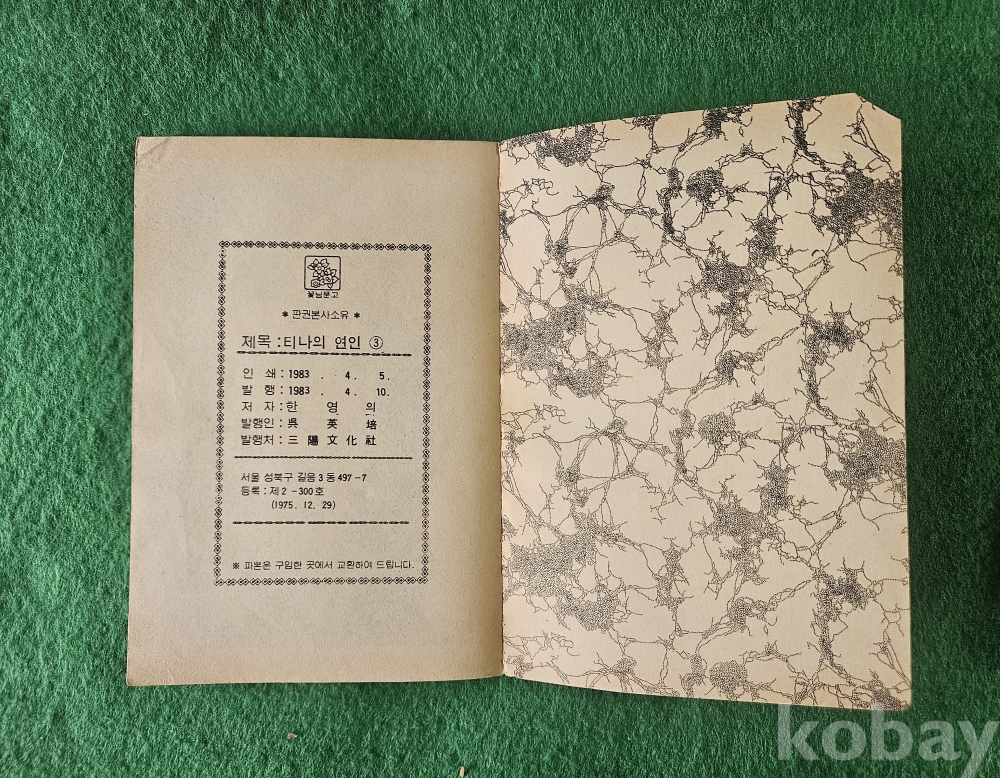 꽃님문고
* 판권본사소유 *
제목 : 티나의 연인 ③
인 쇄 : 1983 . 4 . 5 .
발 행 : 1983 . 4 . 10 .
저 자 : 한 영 의
발행인 : 吳 英 培
발행처 : 三 陽 文 化 社
서울 성북구 길음 3 동 497 -7
등록 : 제 2 -300 호
(1975. 12. 29)
※ 파본은 구입한 곳에서 교환하여 드립니다.
kobay